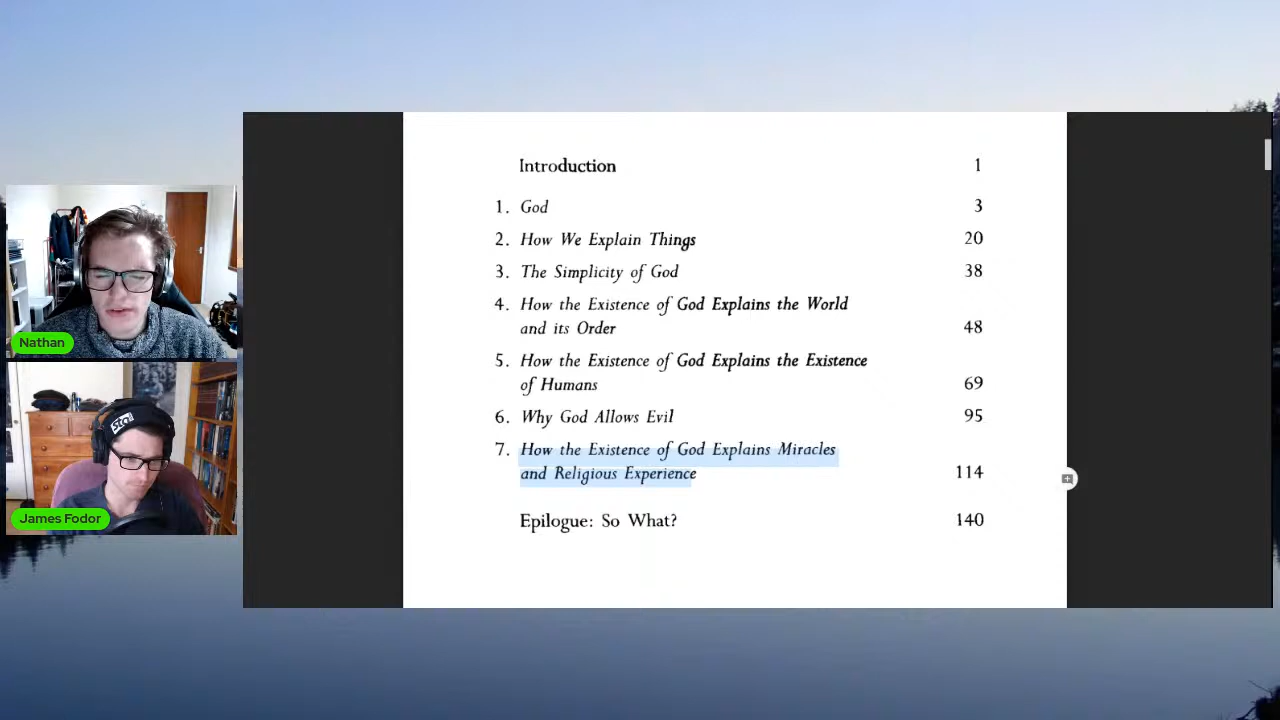 Introduction 1
1. God 3
2. How We Explain Things 20
3. The Simplicity of God 38
4. How the Existence of God Explains the World
and its Order 48
5. How the Existence of God Explains the Existence
of Humans 69
6. Why God Allows Evil 95
7. How the Existence of God Explains Miracles
and Religious Experience 114
Epilogue: So What? 140
Nathan
James Fodor